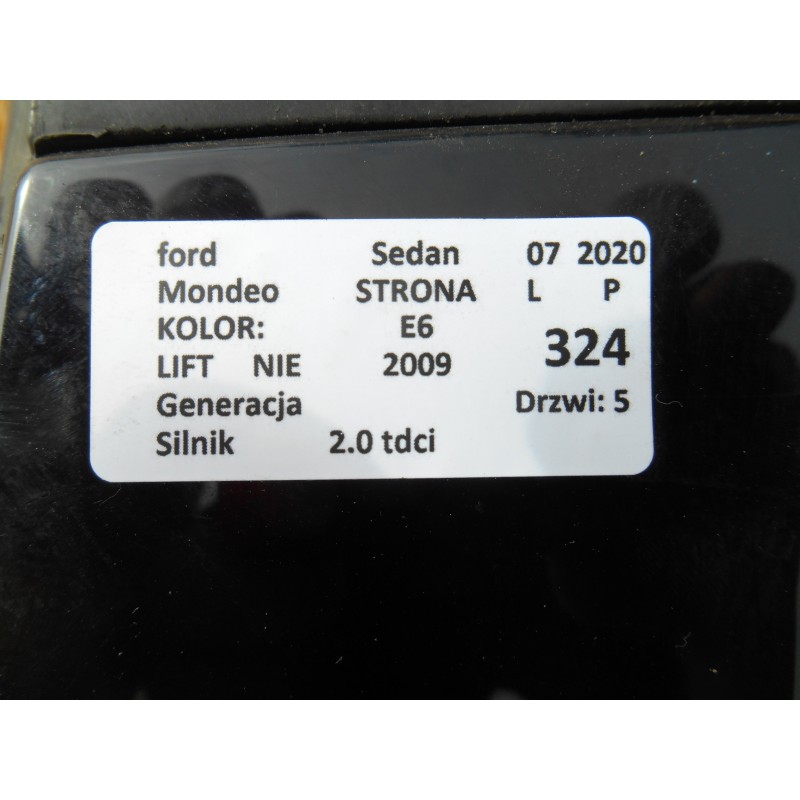 ford Sedan 07 2020
Mondeo STRONA L P
KOLOR: E6 324
LIFT NIE 2009
Generacja Drzwi: 5
Silnik 2.0 tdci